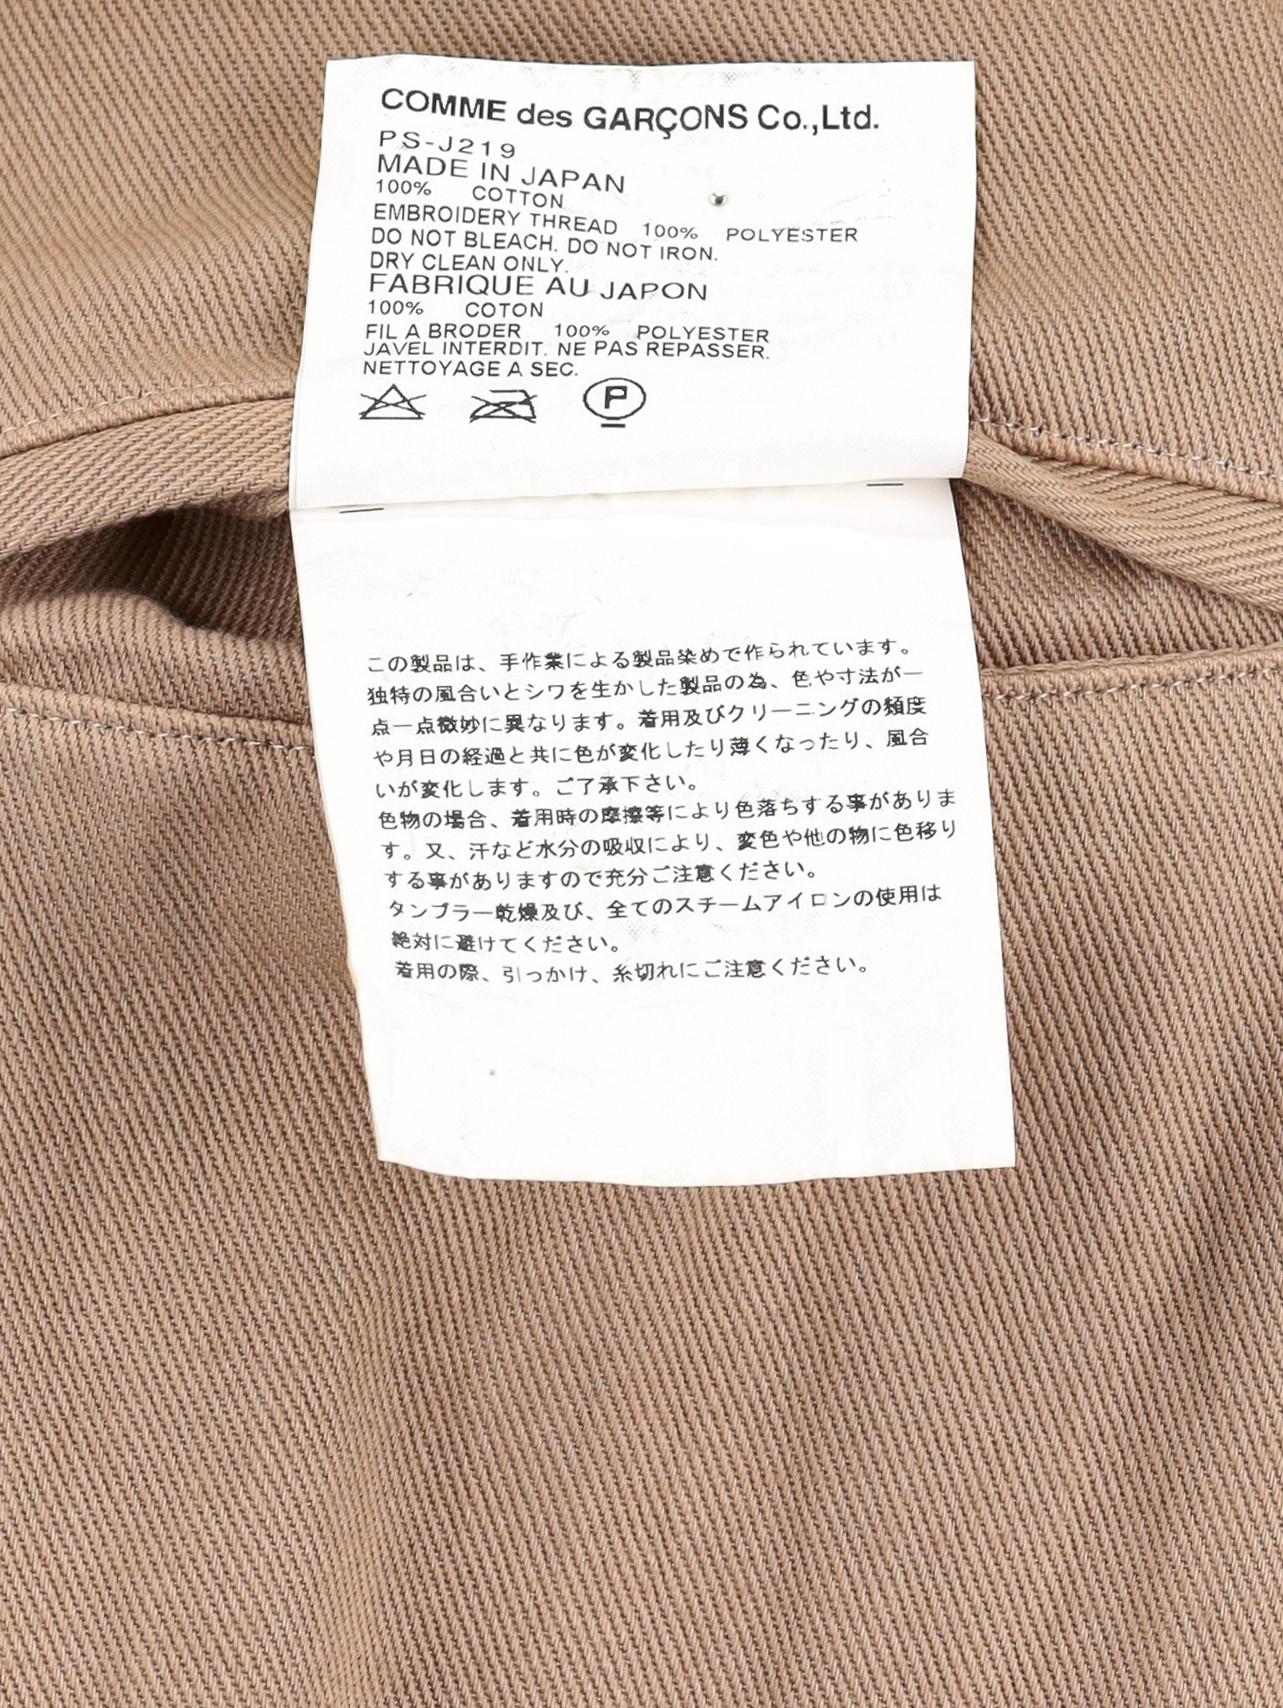 COMME des GARÇONS Co.,Ltd.
PS-J219
MADE IN JAPAN
100% COTTON
EMBROIDERY THREAD 100% POLYESTER
DO NOT BLEACH. DO NOT IRON.
DRY CLEAN ONLY.
FABRIQUE AU JAPON
100% COTON
FIL A BRODER 100% POLYESTER
JAVEL INTERDIT. NE PAS REPASSER.
NETTOYAGE A SEC.
P
この製品は、手作業による製品染めで作られています。
独特の風合いとシワを生かした製品の為、色や寸法が一
点一点微妙に異なります。着用及びクリーニングの頻度
や月日の経過と共に色が変化したり薄くなったり、風合
いが変化します。ご了承下さい。
色物の場合、着用時の摩擦等により色落ちする事がありま
す。又、汗など水分の吸収により、変色や他の物に色移り
する事がありますので充分ご注意ください。
タンブラー乾燥及び、全てのスチームアイロンの使用は
絶対に避けてください。
着用の際、引っかけ、糸切れにご注意ください。